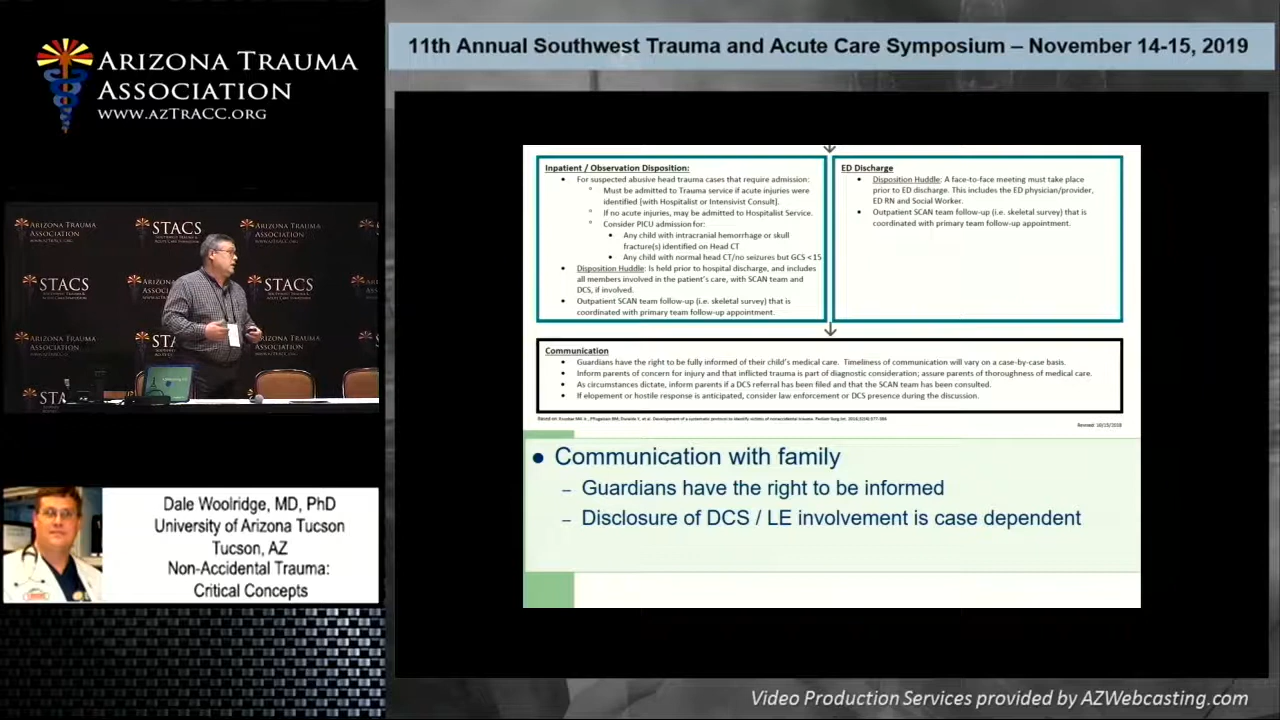 ARIZONA TRAUMA
ASSOCIATION
WWW.AZTRACC.ORG
11th Annual Southwest Trauma and Acute Care Symposium – November 14-15, 2019
Inpatient / Observation Disposition:
For suspected abusive head trauma cases that require admission:
Must be admitted to Trauma service if acute injuries were
identified [with Hospitalist or Intensivist Consult].
If no acute injuries, may be admitted to Hospitalist Service.
Consider PICU admission for:
Any child with intracranial hemorrhage or skull
fracture(s) identified on Head CT
Any child with normal head CT/no seizures but GCS <15
Disposition Huddle: Is held prior to hospital discharge, and includes
all members involved in the patient's care, with SCAN team and
DCS, if involved.
Outpatient SCAN team follow-up (i.e. skeletal survey) that is
coordinated with primary team follow-up appointment.
ED Discharge
Disposition Huddle: A face-to-face meeting must take place
prior to ED discharge. This includes the ED physician/provider,
ED RN and Social Worker.
Outpatient SCAN team follow-up (i.e. skeletal survey) that is
coordinated with primary team follow-up appointment.
Communication
Guardians have the right to be fully informed of their child's medical care. Timeliness of communication will vary on a case-by-case basis.
Inform parents of concern for injury and that inflicted trauma is part of diagnostic consideration; assure parents of thoroughness of medical care.
As circumstances dictate, inform parents if a DCS referral has been filed and that the SCAN team has been consulted.
If elopement or hostile response is anticipated, consider law enforcement or DCS presence during the discussion.
Revised: 10/15/2018
● Communication with family
– Guardians have the right to be informed
– Disclosure of DCS / LE involvement is case dependent
ARIZONA TRAUMA
ASSOCIATION
STACS
ARIZONA TRAUMA
ASSOCIATION
STACS
STACS
STACS
Dale Woolridge, MD, PhD
University of Arizona Tucson
Tucson, AZ
Non-Accidental Trauma:
Critical Concepts
Video Production Services provided by AZWebcasting.com